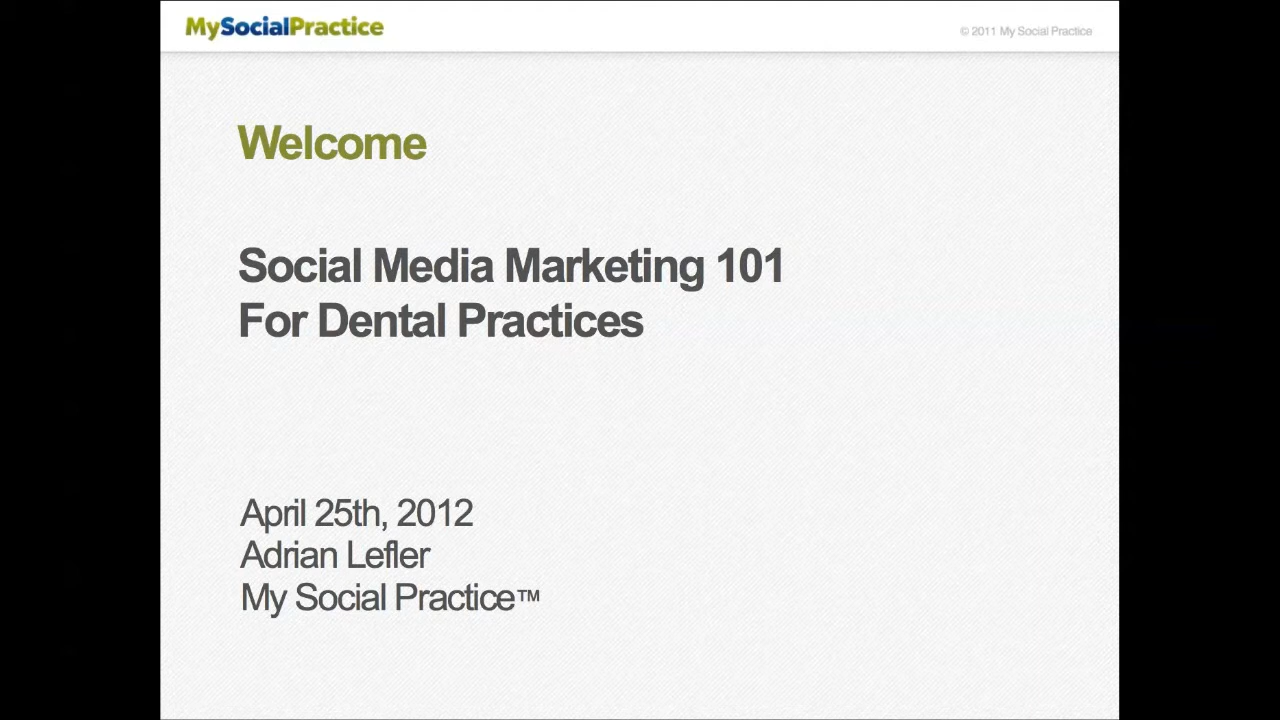 MySocialPractice
© 2011 My Social Practice
Welcome
Social Media Marketing 101
For Dental Practices
April 25th, 2012
Adrian Lefler
My Social Practice™